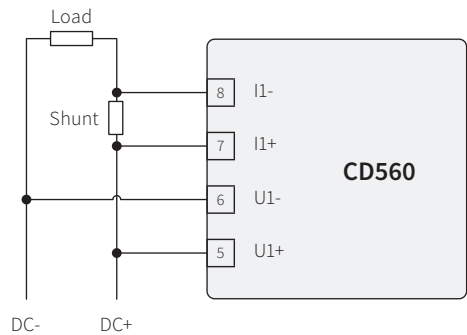 Load
Shunt
8 I1-
7 I1+
6 U1-
5 U1+
CD560
DC- DC+